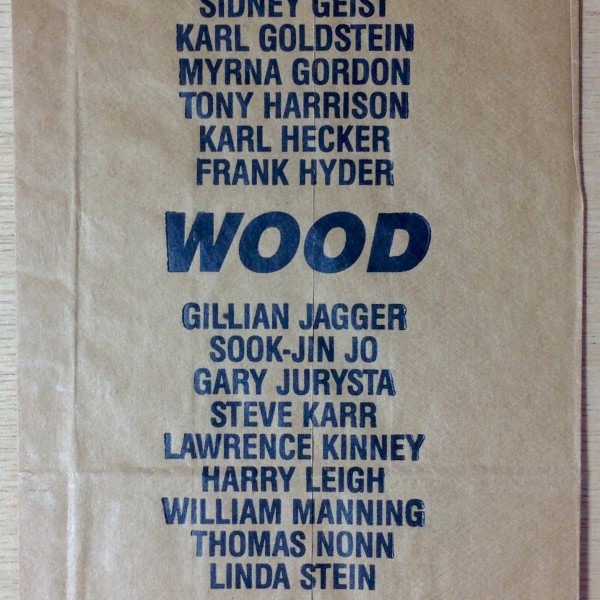 SIDNEY GEIST
KARL GOLDSTEIN
MYRNA GORDON
TONY HARRISON
KARL HECKER
FRANK HYDER
WOOD
GILLIAN JAGGER
SOOK-JIN JO
GARY JURYSTA
STEVE KARR
LAWRENCE KINNEY
HARRY LEIGH
WILLIAM MANNING
THOMAS NONN
LINDA STEIN